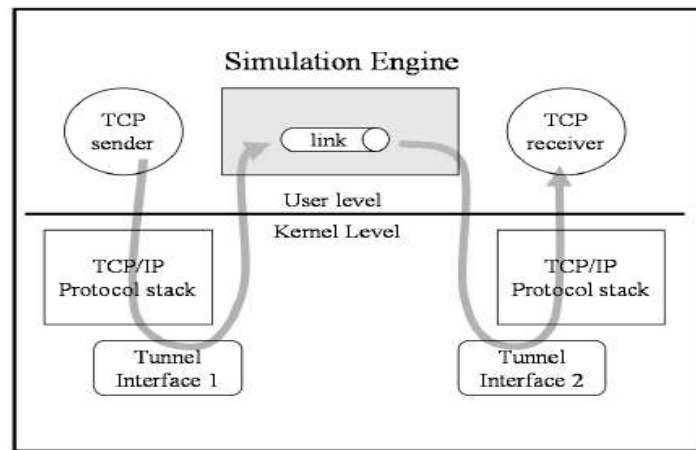 Simulation Engine
TCP
sender
link
TCP
receiver
User level
Kernel Level
TCP/IP
Protocol stack
TCP/IP
Protocol stack
Tunnel
Interface 1
Tunnel
Interface 2